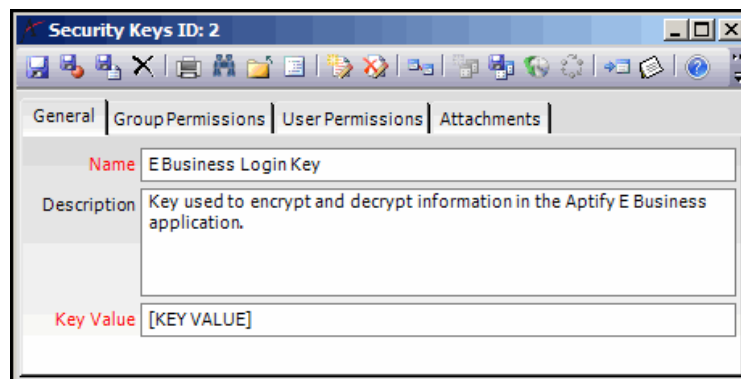 Security Keys ID: 2
General Group Permissions User Permissions Attachments
Name E Business Login Key
Description Key used to encrypt and decrypt information in the Aptify E Business
application.
Key Value [KEY VALUE]